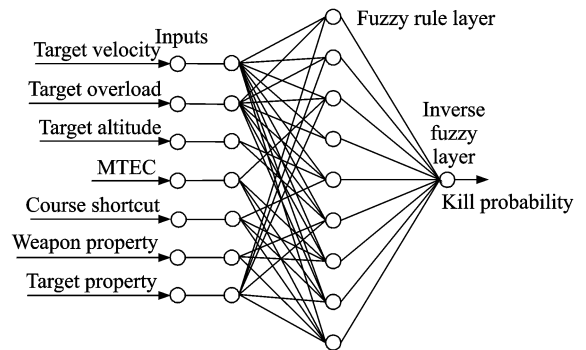 Inputs
Fuzzy rule layer
Target velocity
Target overload
Target altitude
MTEC
Course shortcut
Weapon property
Target property
Inverse
fuzzy
layer
Kill probability